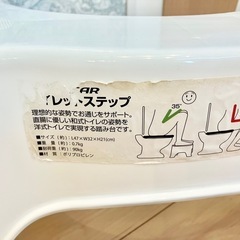 AR
イレットステップ
理想的な姿勢でお通じをサポート。
直腸に優しい和式トイレの姿勢を
洋式トイレで実現する踏み台です。
■サイズ(約):L47×W32×H21(cm)
■重量(約):0.7kg
■耐荷重(約):90kg
■材質:ポリプロピレン
35°